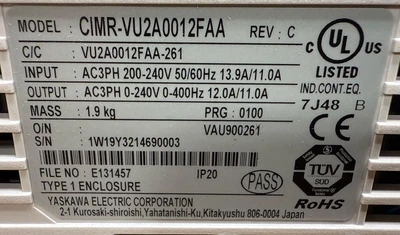 MODEL : CIMR-VU2A0012FAA REV : C
C/C : VU2A0012FAA-261
INPUT : AC3PH 200-240V 50/60Hz 13.9A/11.0A
OUTPUT : AC3PH 0-240V 0-400Hz 12.0A/11.0A
MASS : 1.9 kg PRG : 0100
O/N : VAU900261
S/N : 1W19Y3214690003
FILE NO : E131457 IP20
TYPE 1 ENCLOSURE
PASS
YASKAWA ELECTRIC CORPORATION
2-1 Kurosaki-shiroishi,Yahatanishi-Ku,Kitakyushu 806-0004 Japan
UL
LISTED
IND.CONT.EQ.
7J48 B
TÜV
SÜD
RoHS